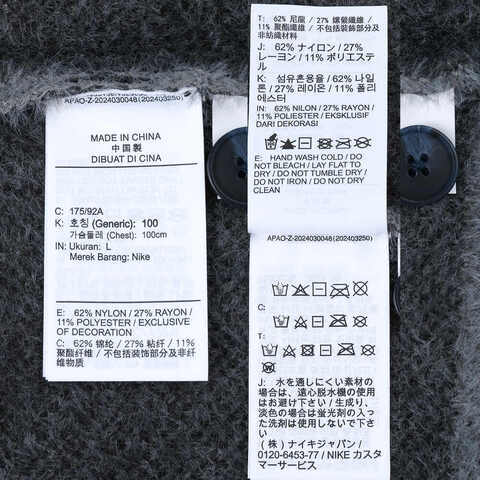 APAO-Z-2024030048 (202403250)
MADE IN CHINA
中国製
DIBUAT DI CINA
C: 175/92A
K: 호칭 (Generic): 100
가슴둘레 (Chest): 100cm
IN: Ukuran: L
Merek Barang: Nike
E: 62% NYLON / 27% RAYON /
11% POLYESTER / EXCLUSIVE
OF DECORATION
C: 62% 锦纶 / 27% 粘纤 / 11%
聚酯纤维 / 不包括装饰部分及非纤
维物质
T: 62% 尼龍 / 27% 嫘縈纖維 /
11% 聚酯纖維 / 不包括裝飾部分及
非紡織材料
J: 62% ナイロン / 27%
レーヨン / 11% ポリエステ
ル
K: 섬유혼용율 / 62% 나일
론 / 27% 레이온 / 11% 폴리
에스터
IN: 62% NILON / 27% RAYON /
11% POLIESTER / EKSKLUSIF
DARI DEKORASI
E: HAND WASH COLD / DO
NOT BLEACH / LAY FLAT TO
DRY / DO NOT TUMBLE DRY /
DO NOT IRON / DO NOT DRY
CLEAN
APAO-Z-2024030048 (202403250)
C:
T:
J: 水を通しにくい素材の
場合は、遠心脱水機の使用
はお避け下さい / 生成り、
淡色の場合は蛍光剤の入っ
た洗剤は使用しないで下さ
い
(株) ナイキジャパン /
0120-6453-77 / NIKE カスタ
マーサービス